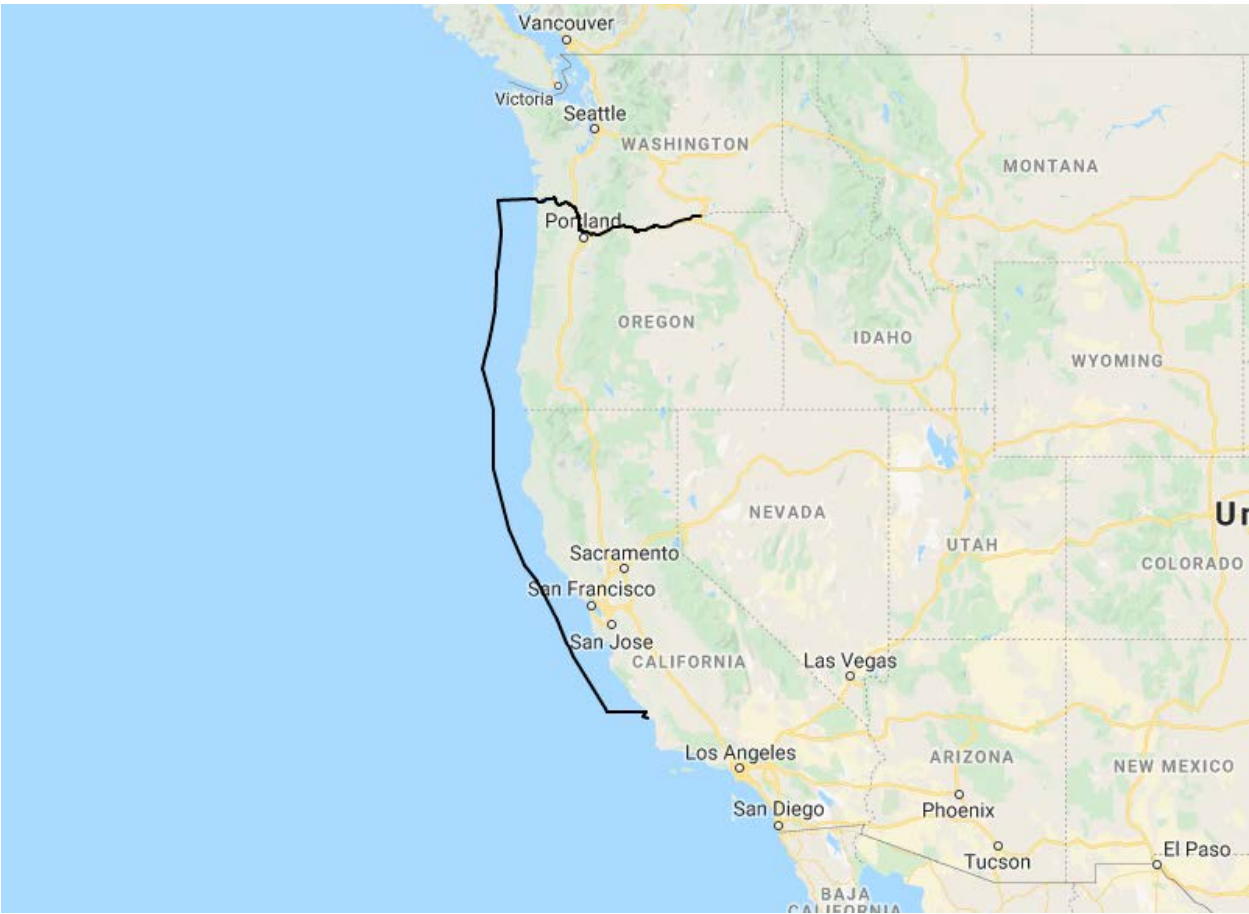 Vancouver
Victoria
Seattle
WASHINGTON
MONTANA
Portland
OREGON
IDAHO
WYOMING
NEVADA
Un
UTAH
Sacramento
COLORADO
San Francisco
San Jose
CALIFORNIA
Las Vegas
Los Angeles
ARIZONA
NEW MEXICO
San Diego
Phoenix
Tucson
El Paso
BAJA
CALIFORNIA